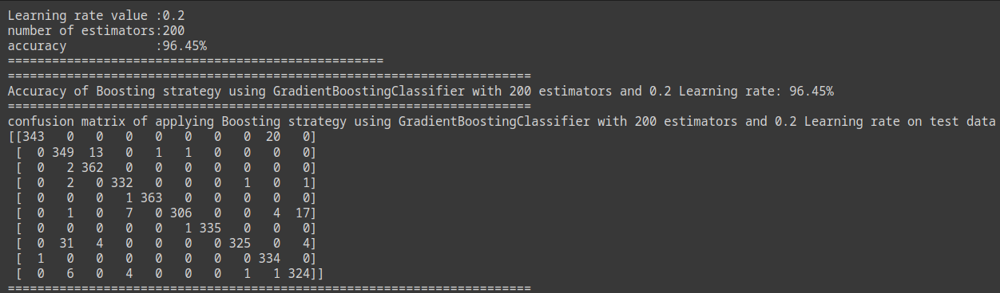 Learning rate value :0.2
number of estimators:200
accuracy            :96.45%
===================================================
=======================================================================
Accuracy of Boosting strategy using GradientBoostingClassifier with 200 estimators and 0.2 Learning rate: 96.45%
=======================================================================
confusion matrix of applying Boosting strategy using GradientBoostingClassifier with 200 estimators and 0.2 Learning rate on test data
[[343   0   0   0   0   0   0   0  20   0]
 [  0 349  13   0   1   1   0   0   0   0]
 [  0   2 362   0   0   0   0   0   0   0]
 [  0   2   0 332   0   0   0   1   0   1]
 [  0   0   0   1 363   0   0   0   0   0]
 [  0   1   0   7   0 306   0   0   4  17]
 [  0   0   0   0   0   1 335   0   0   0]
 [  0  31   4   0   0   0   0 325   0   4]
 [  1   0   0   0   0   0   0   0 334   0]
 [  0   6   0   4   0   0   0   1   1 324]]
=======================================================================